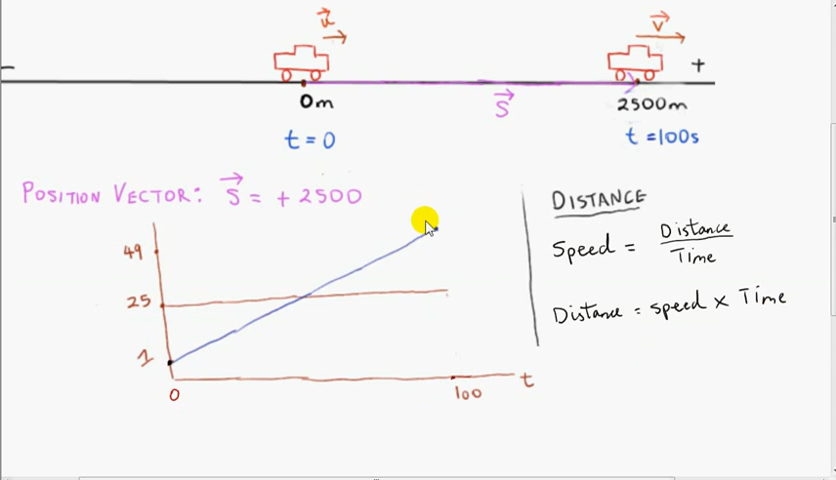 u
v
+
-
0m
S
2500m
t = 0
t = 100s
POSITION VECTOR: S = + 2500
DISTANCE
Speed = Distance
Time
Distance = speed x Time
49
25
1
0
100
t